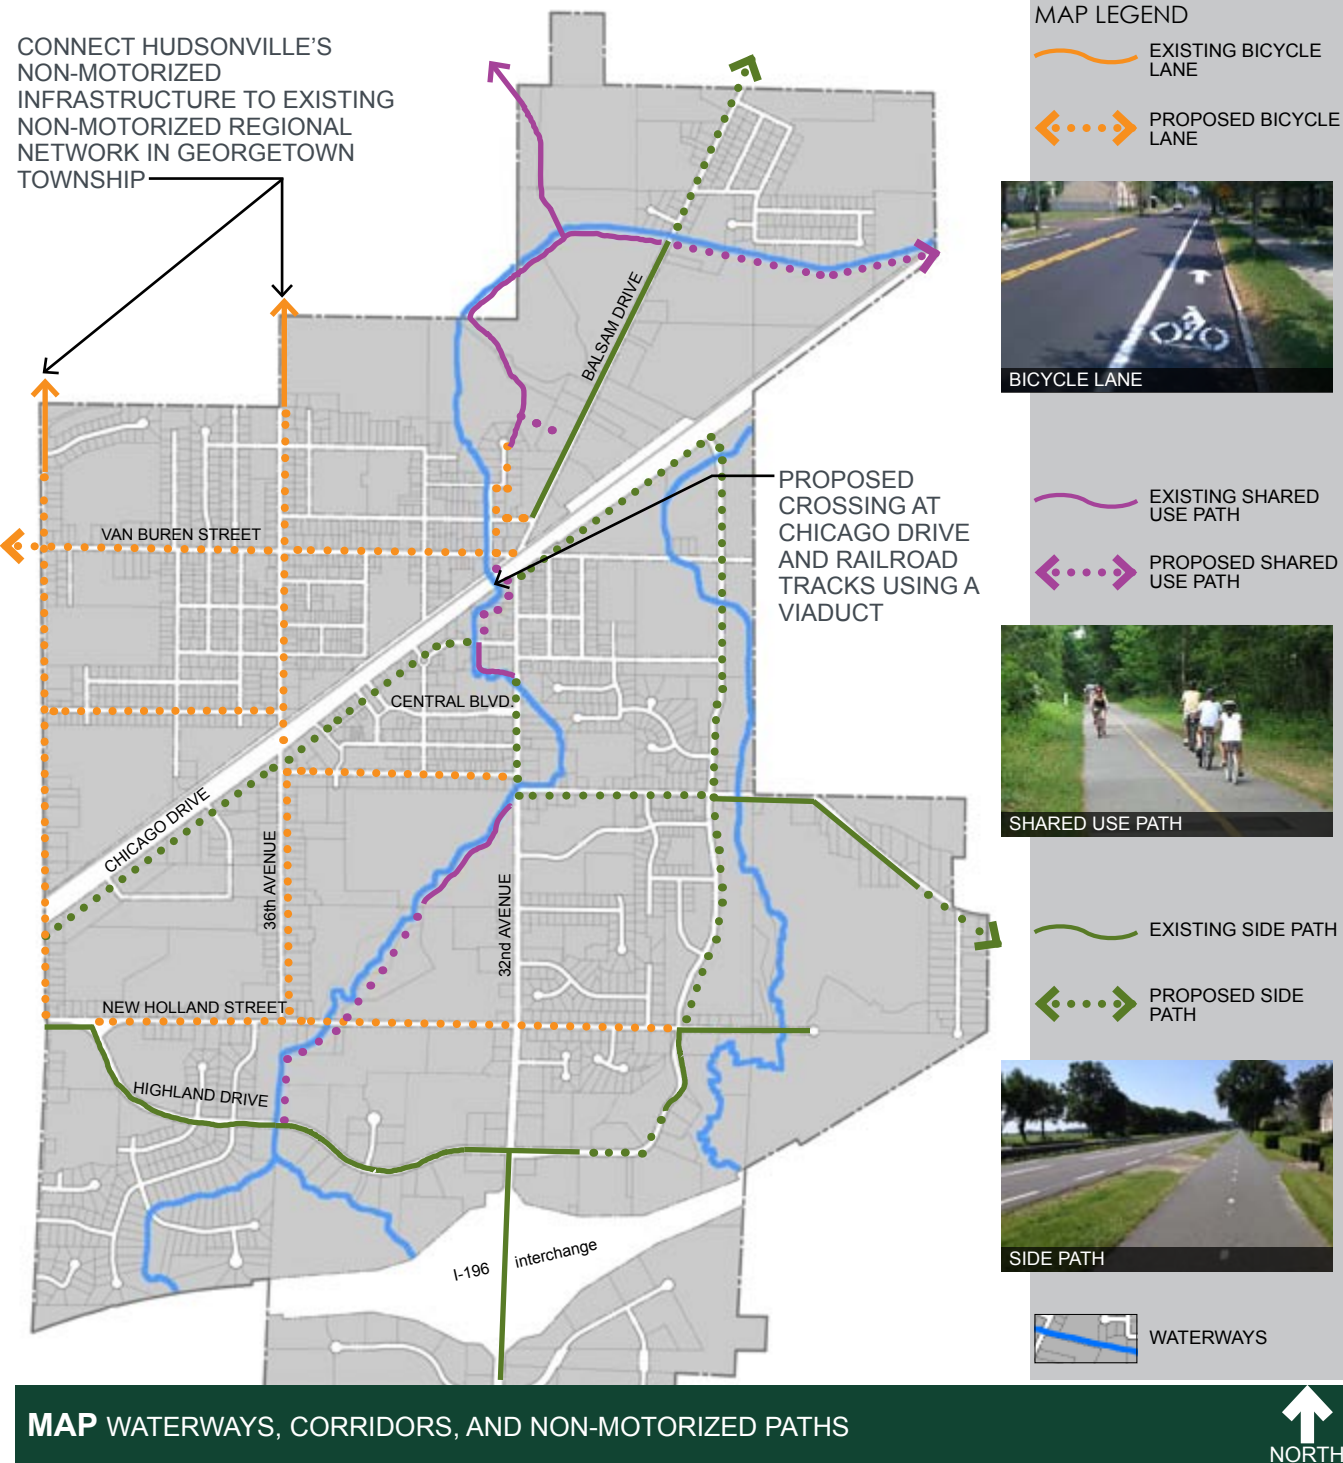 CONNECT HUDSONVILLE'S
NON-MOTORIZED
INFRASTRUCTURE TO EXISTING
NON-MOTORIZED REGIONAL
NETWORK IN GEORGETOWN
TOWNSHIP
BALSAM DRIVE
VAN BUREN STREET
PROPOSED
CROSSING AT
CHICAGO DRIVE
AND RAILROAD
TRACKS USING A
VIADUCT
CENTRAL BLVD.
CHICAGO DRIVE
36th AVENUE
32nd AVENUE
NEW HOLLAND STREET
HIGHLAND DRIVE
I-196 interchange
MAP LEGEND
EXISTING BICYCLE
LANE
PROPOSED BICYCLE
LANE
BICYCLE LANE
EXISTING SHARED
USE PATH
PROPOSED SHARED
USE PATH
SHARED USE PATH
EXISTING SIDE PATH
PROPOSED SIDE
PATH
SIDE PATH
WATERWAYS
MAP WATERWAYS, CORRIDORS, AND NON-MOTORIZED PATHS
NORTH